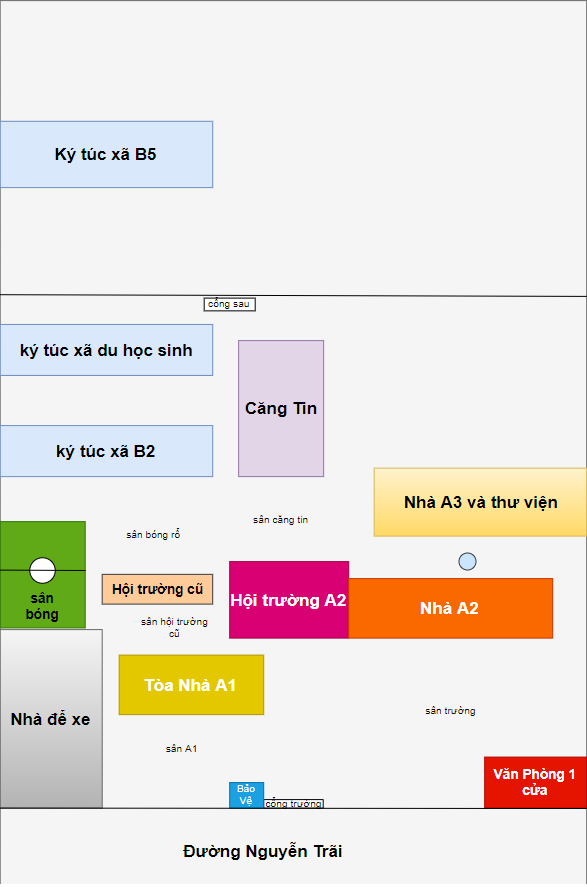 Ký túc xã B5
cổng sau
ký túc xã du học sinh
Căng Tin
ký túc xã B2
Nhà A3 và thư viện
sân căng tin
sân bóng rổ
sân
bóng
Hội trường cũ
Hội trường A2
Nhà A2
sân hội trường
cũ
Tòa Nhà A1
Nhà để xe
sân trường
sân A1
Văn Phòng 1
cửa
Bảo
Vệ
cổng trường
Đường Nguyễn Trãi